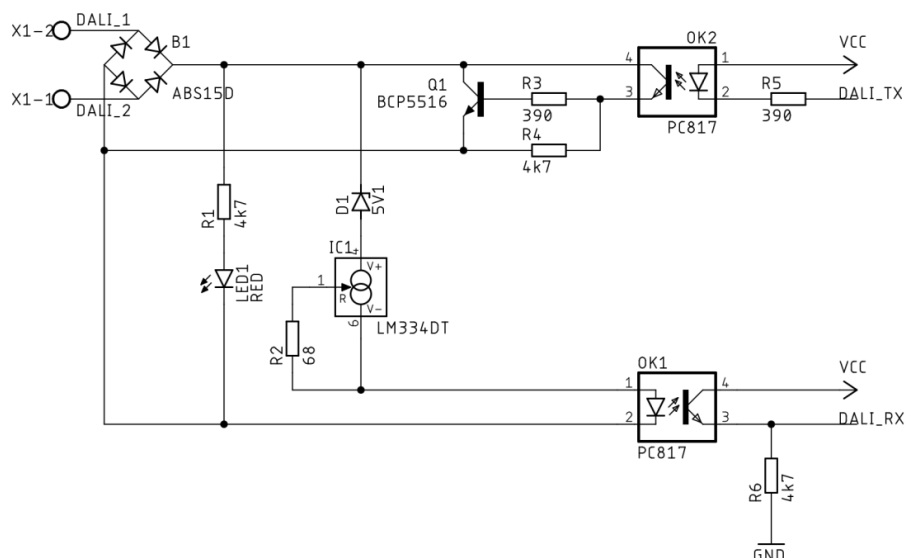 DALI_1
X1-2
B1
X1-1
DALI_2
ABS15D
Q1
BCP5516
R3
390
R4
4k7
OK2
4
3
1
2
PC817
VCC
R5
390
DALI_TX
R1
4k7
D1
5V1
LED1
RED
IC1
4
V+
1
R
V-
6
LM334DT
R2
68
OK1
1
2
4
3
PC817
VCC
DALI_RX
R6
4k7
GND